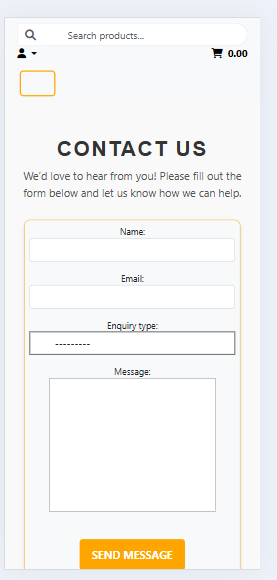 Search products...
0.00
CONTACT US
We'd love to hear from you! Please fill out the
form below and let us know how we can help.
Name:
Email:
Enquiry type:
---------
Message:
SEND MESSAGE